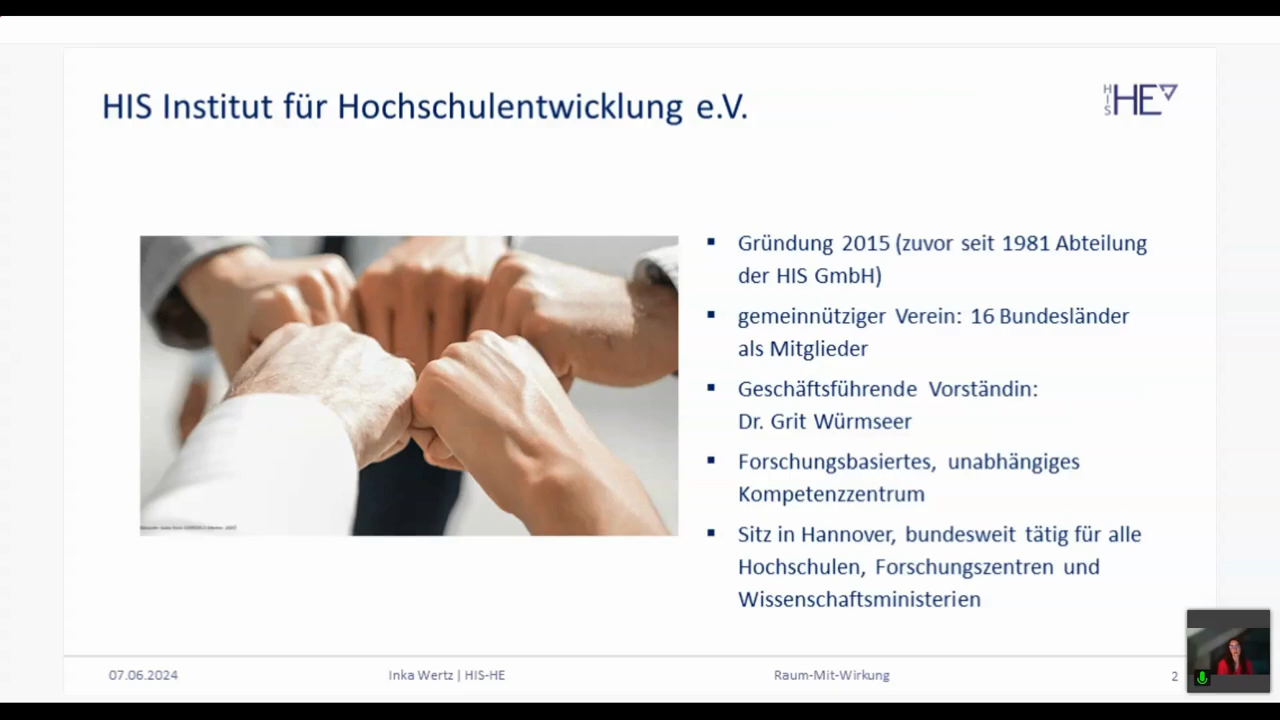 HIS Institut für Hochschulentwicklung e.V.
HIS HE
▪ Gründung 2015 (zuvor seit 1981 Abteilung
der HIS GmbH)
▪ gemeinnütziger Verein: 16 Bundesländer
als Mitglieder
▪ Geschäftsführende Vorständin:
Dr. Grit Würmseer
▪ Forschungsbasiertes, unabhängiges
Kompetenzzentrum
▪ Sitz in Hannover, bundesweit tätig für alle
Hochschulen, Forschungszentren und
Wissenschaftsministerien
07.06.2024 Inka Wertz | HIS-HE Raum-Mit-Wirkung 2